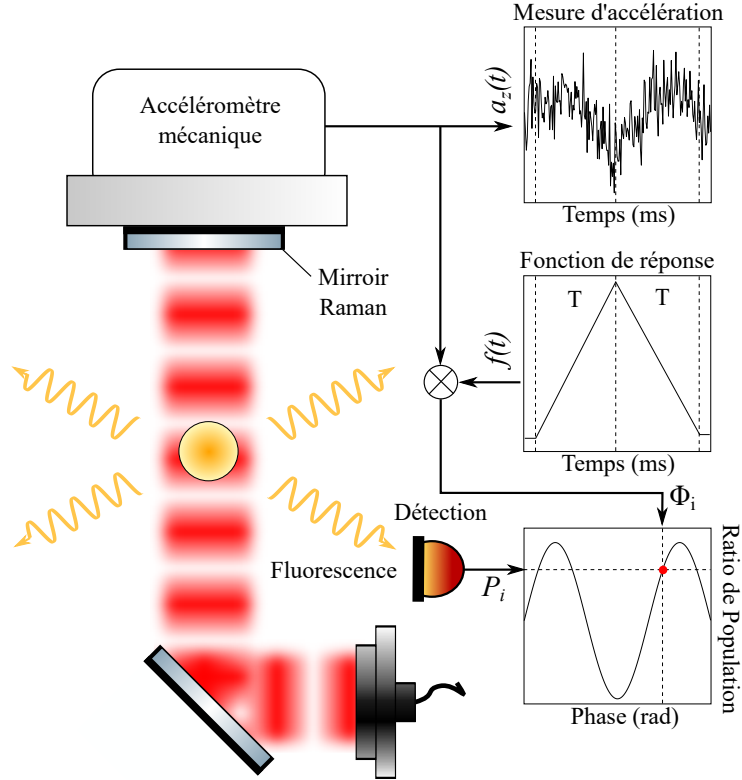 Mesure d'accélération
Accéléromètre
mécanique
a_z(t)
Temps (ms)
Mirroir
Raman
Fonction de réponse
T
T
f(t)
Temps (ms)
Φ_i
Détection
Fluorescence
P_i
Ratio de Population
Phase (rad)